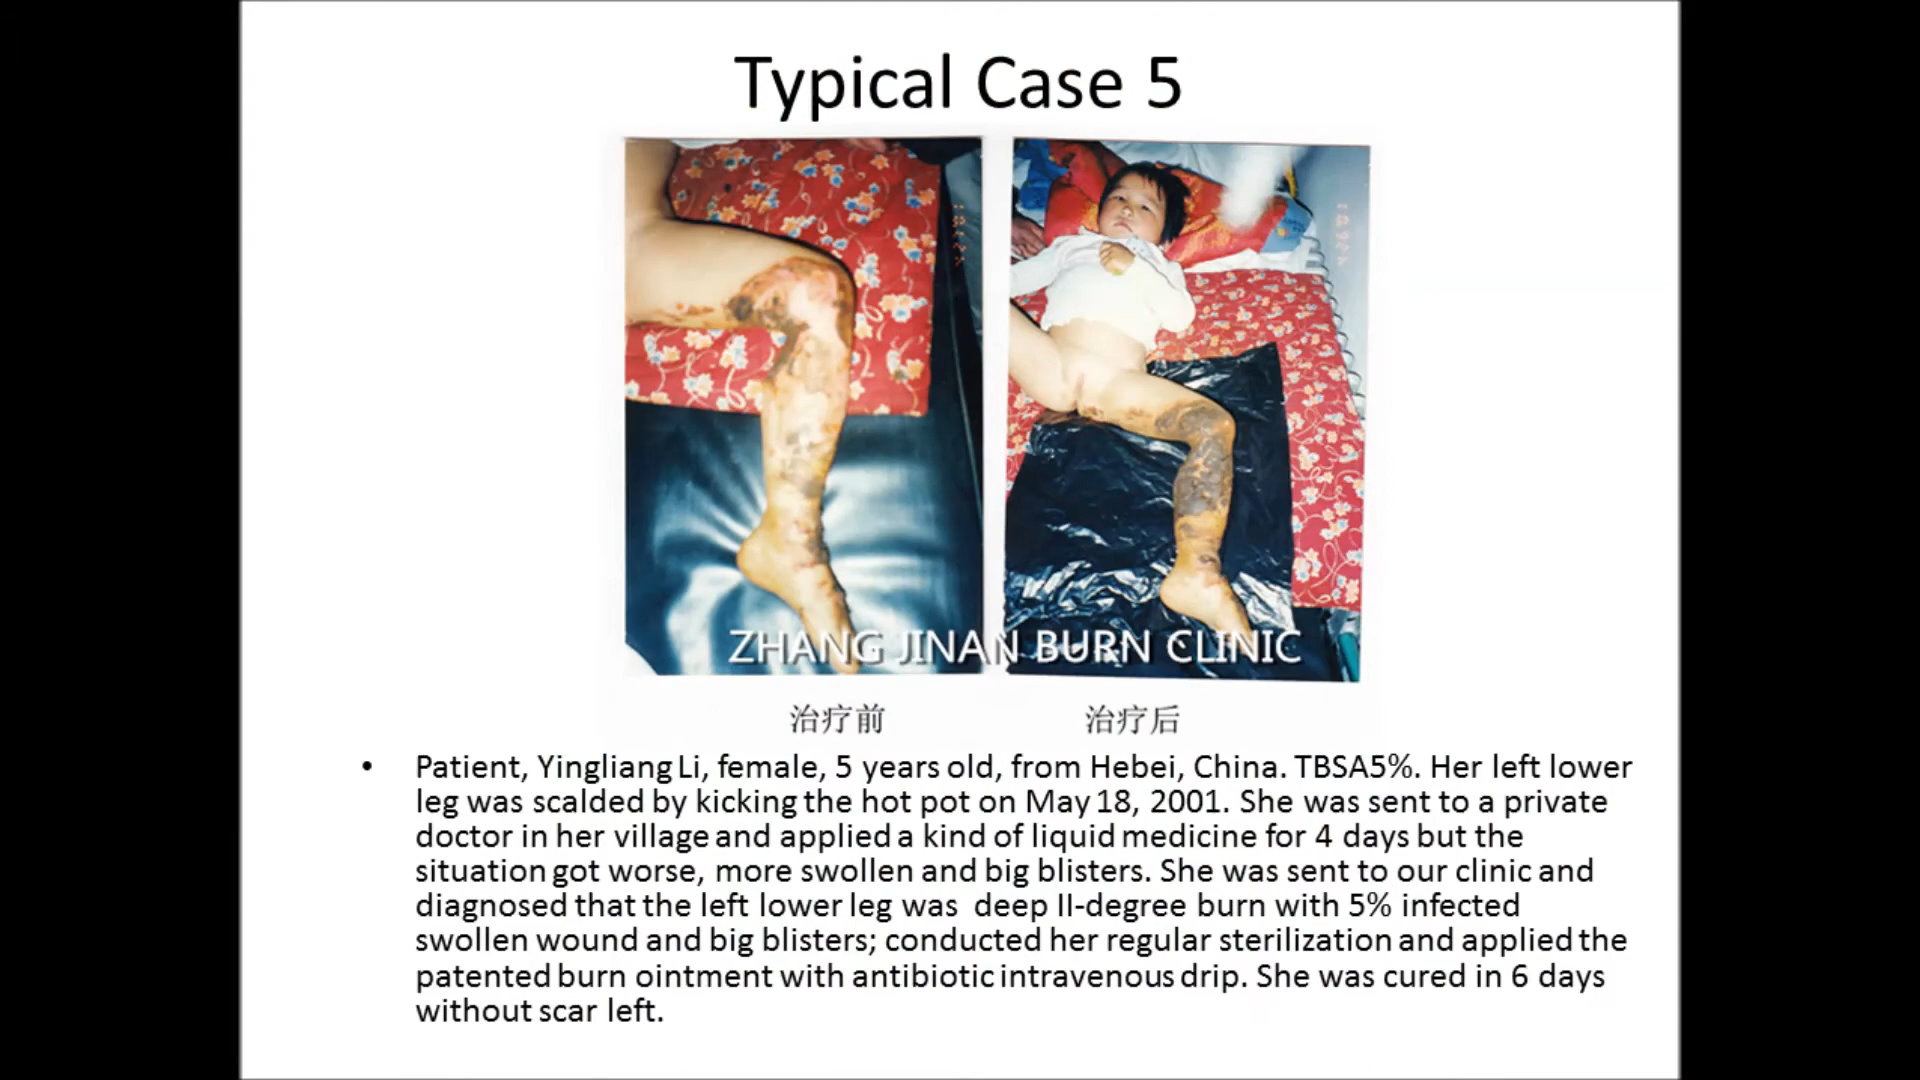 Typical Case 5
ZHANG JINAN BURN CLINIC
治疗前 治疗后
• Patient, Yingliang Li, female, 5 years old, from Hebei, China. TBSA5%. Her left lower
leg was scalded by kicking the hot pot on May 18, 2001. She was sent to a private
doctor in her village and applied a kind of liquid medicine for 4 days but the
situation got worse, more swollen and big blisters. She was sent to our clinic and
diagnosed that the left lower leg was deep II-degree burn with 5% infected
swollen wound and big blisters; conducted her regular sterilization and applied the
patented burn ointment with antibiotic intravenous drip. She was cured in 6 days
without scar left.